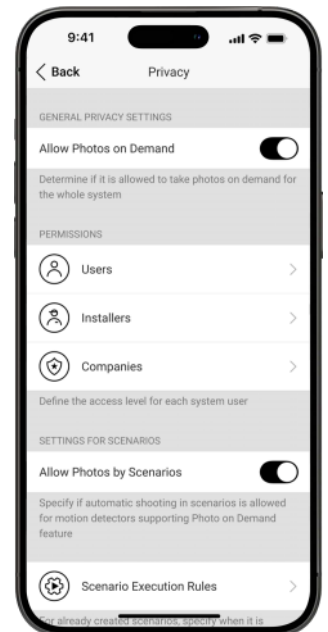 9:41
Back
Privacy
GENERAL PRIVACY SETTINGS
Allow Photos on Demand
Determine if it is allowed to take photos on demand for
the whole system
PERMISSIONS
Users
Installers
Companies
Define the access level for each system user
SETTINGS FOR SCENARIOS
Allow Photos by Scenarios
Specify if automatic shooting in scenarios is allowed
for motion detectors supporting Photo on Demand
feature
Scenario Execution Rules
For already created scenarios, specify when it is